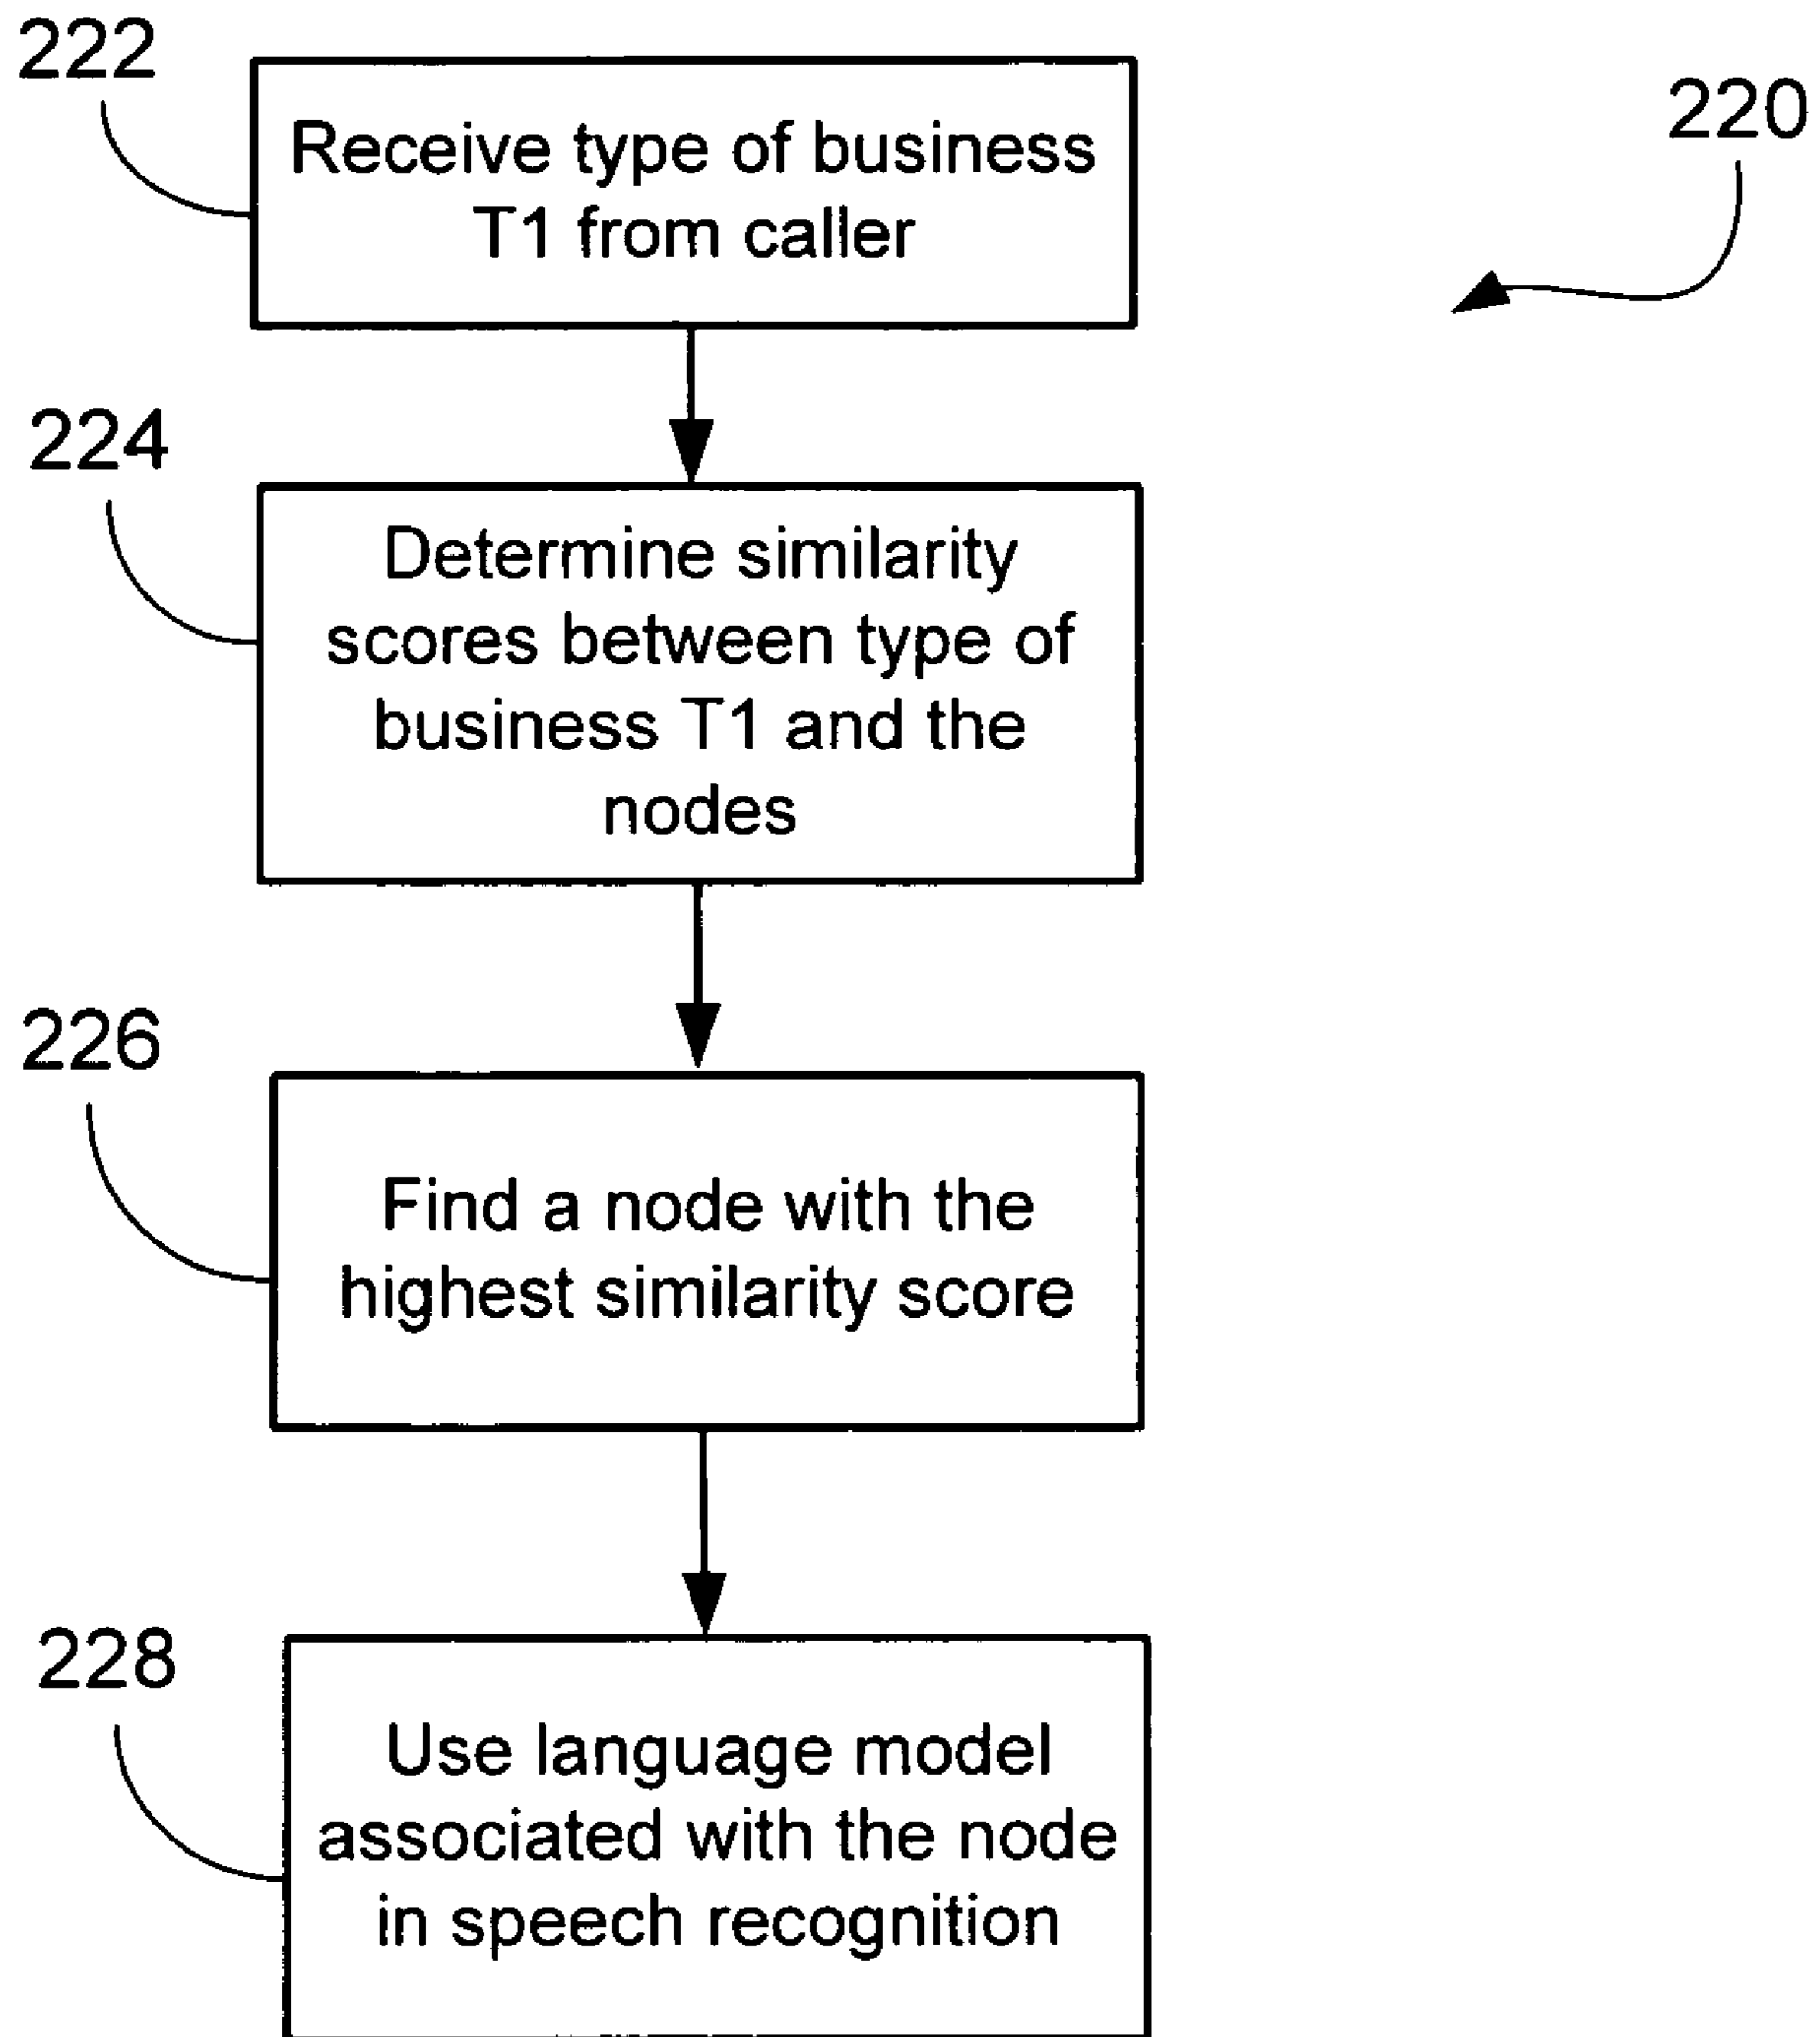 222
220
Receive type of business
T1 from caller
224
Determine similarity
scores between type of
business T1 and the
nodes
226
Find a node with the
highest similarity score
228
Use language model
associated with the node
in speech recognition